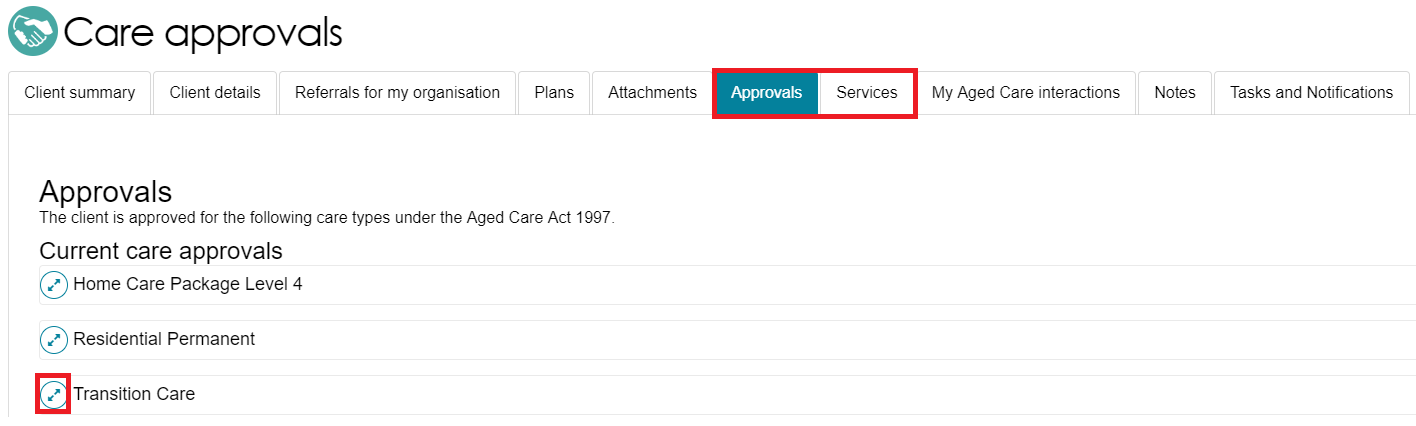 Care approvals
Client summary Client details Referrals for my organisation Plans Attachments Approvals Services My Aged Care interactions Notes Tasks and Notifications
Approvals
The client is approved for the following care types under the Aged Care Act 1997.
Current care approvals
Home Care Package Level 4
Residential Permanent
Transition Care